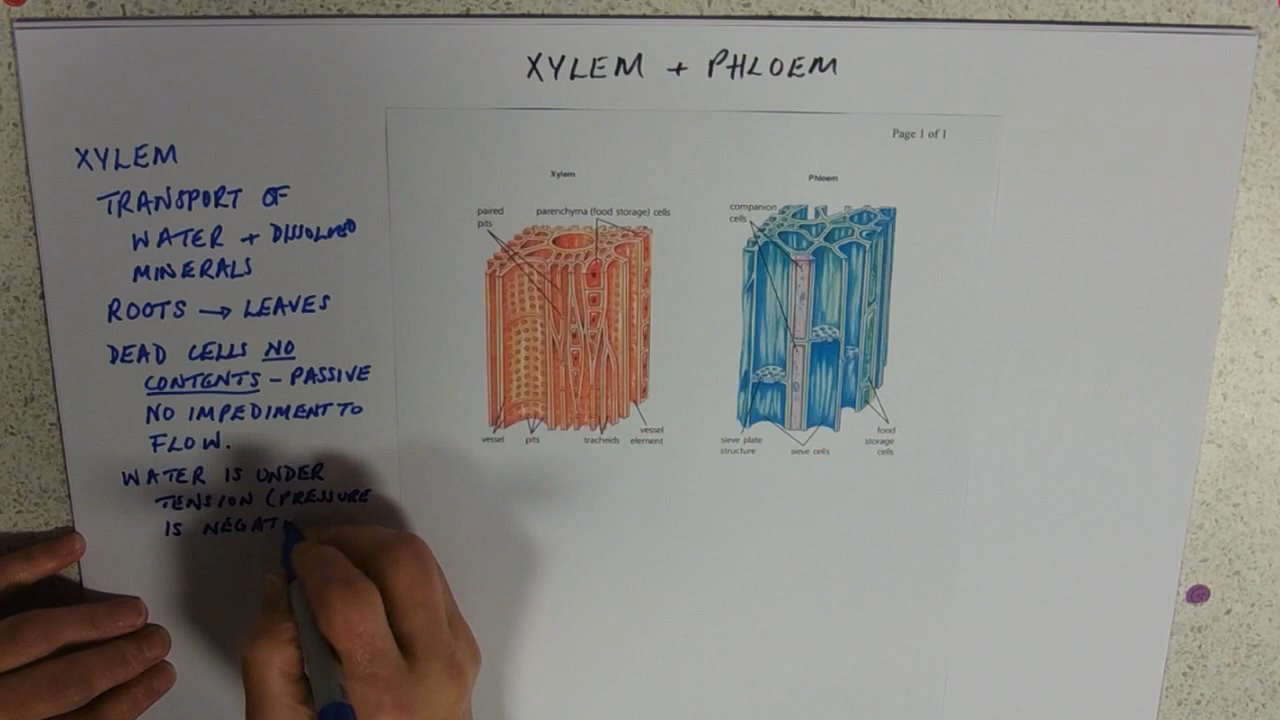 XYLEM + PHLOEM
XYLEM
TRANSPORT OF
WATER + DISSOLVED
MINERALS
ROOTS → LEAVES
DEAD CELLS NO
CONTENTS - PASSIVE
NO IMPEDIMENT TO
FLOW.
WATER IS UNDER
TENSION (PRESSURE
IS NEGATI
Page 1 of 1
Xylem
paired
pits
parenchyma (food storage) cells
vessel
pits
tracheids
vessel
element
Phloem
companion
cells
sieve plate
structure
sieve cells
food
storage
cells